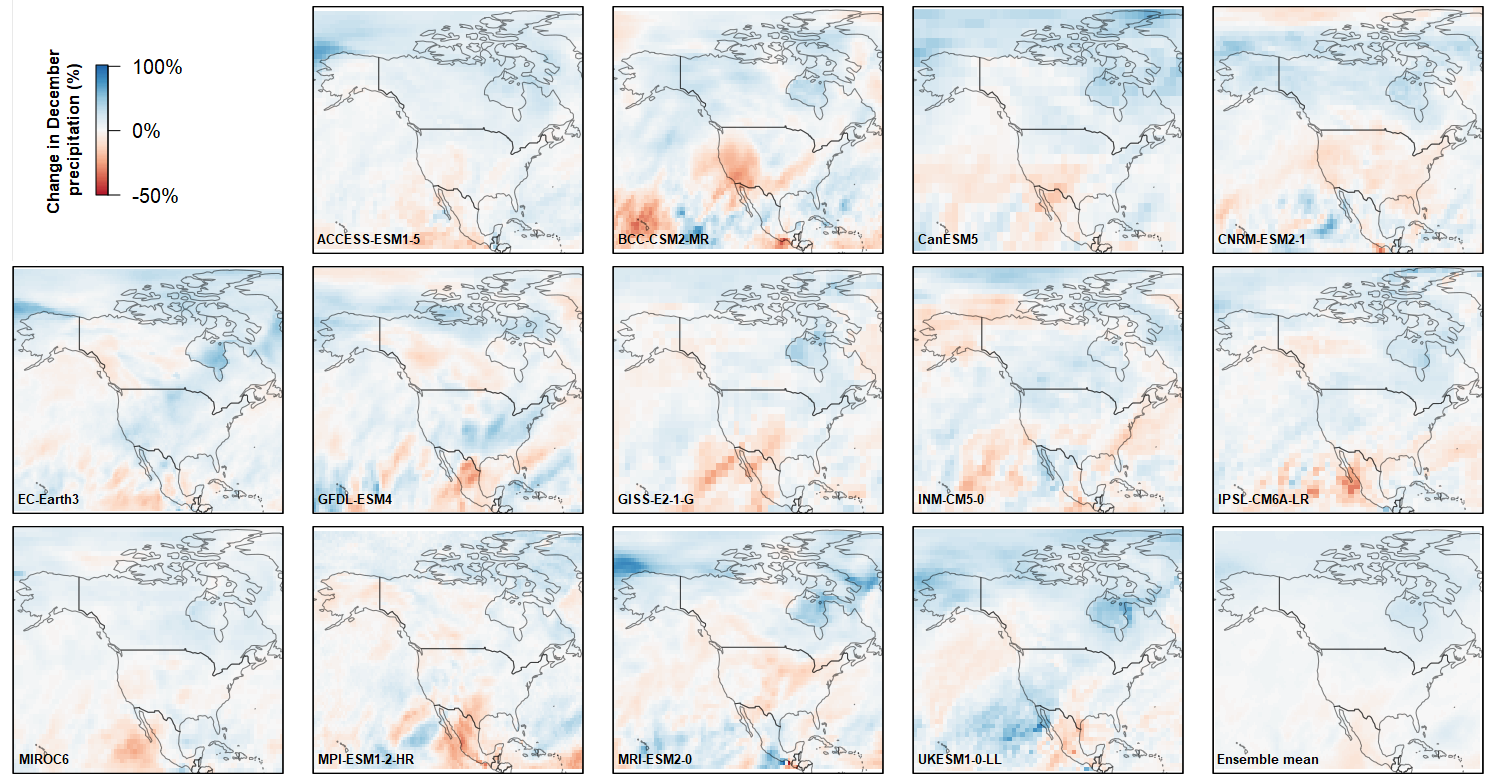 Change in December
precipitation (%)
100%
0%
-50%
ACCESS-ESM1-5
BCC-CSM2-MR
CanESM5
CNRM-ESM2-1
EC-Earth3
GFDL-ESM4
GISS-E2-1-G
INM-CM5-0
IPSL-CM6A-LR
MIROC6
MPI-ESM1-2-HR
MRI-ESM2-0
UKESM1-0-LL
Ensemble mean